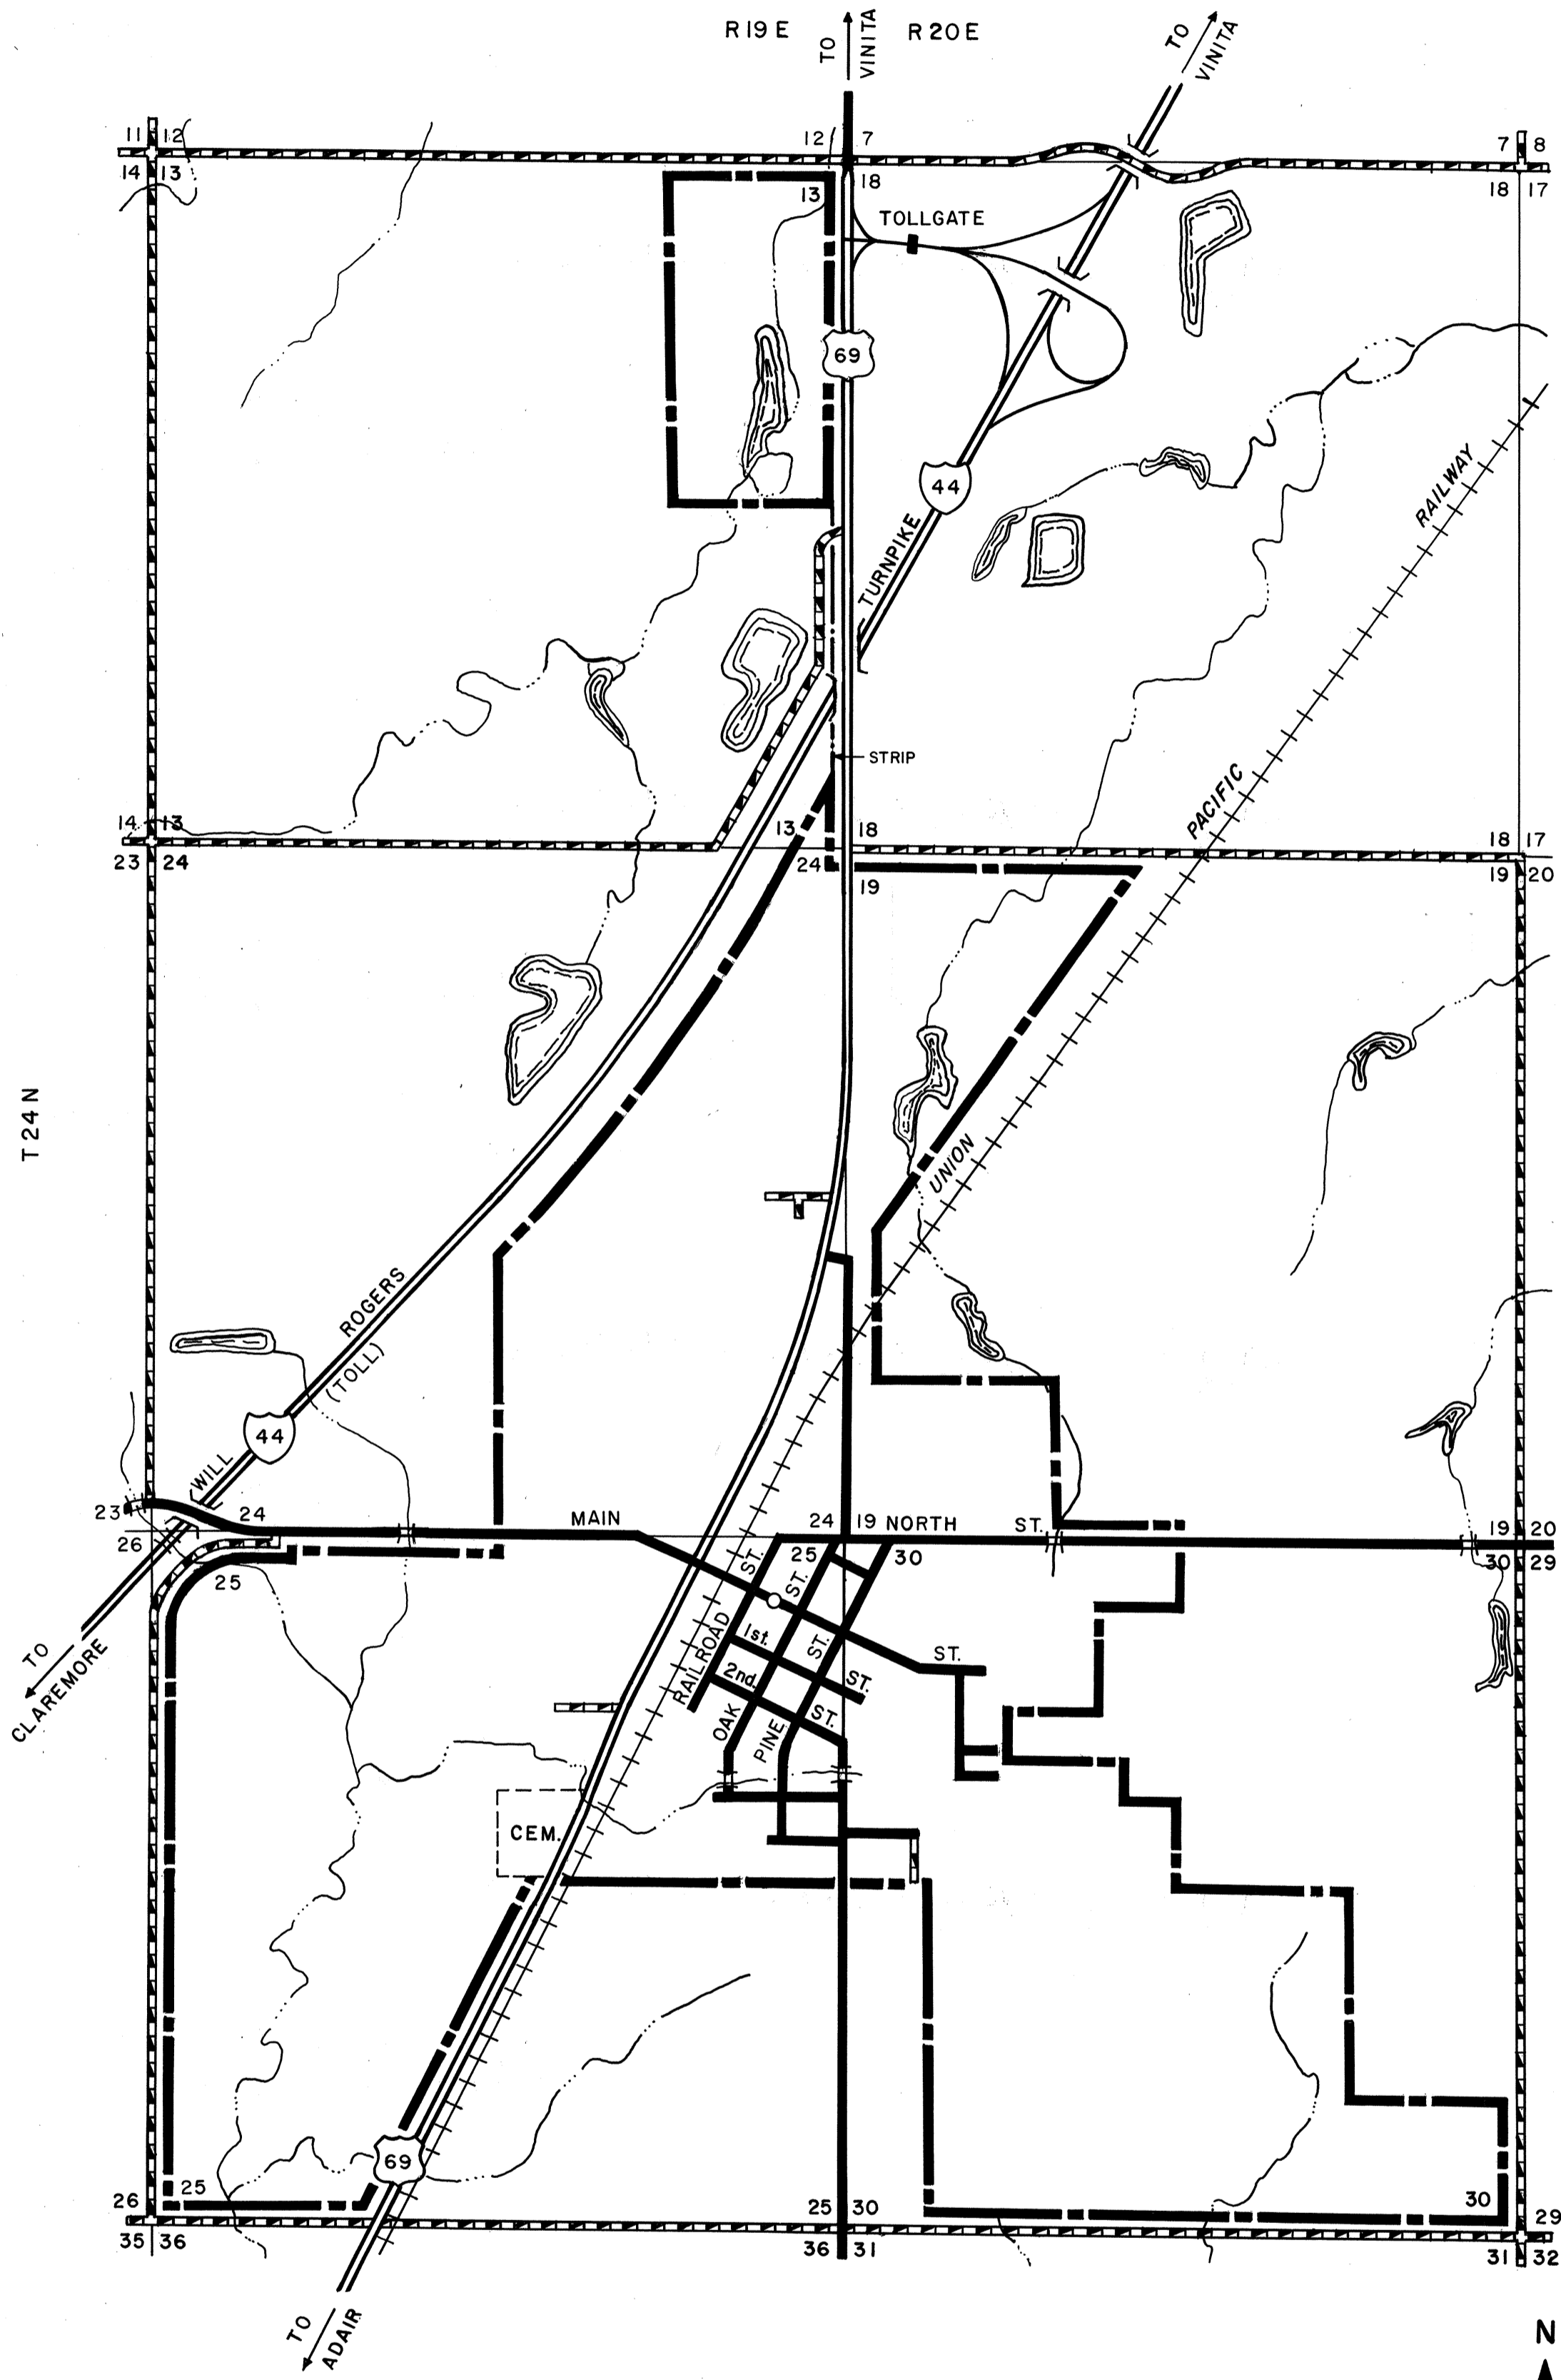 R19E
R20E
TO
VINITA
TO
VINITA
11 12
12 7
7 8
14 13
13
18
18 17
TOLLGATE
69
44
TURNPIKE
RAILWAY
STRIP
PACIFIC
14 13
13
18
18 17
23 24
24
19
19 20
T24N
UNION
ROGERS
(TOLL)
44
WILL
23
24
MAIN
24
19
NORTH
ST.
19 20
26
25
25
30
30 29
ST.
ST.
ST.
ST.
RAILROAD
1st.
ST.
2nd.
ST.
OAK
PINE
TO
CLAREMORE
CEM.
69
26
25
25 30
30
29
35 36
36 31
31 32
TO
ADAIR
N